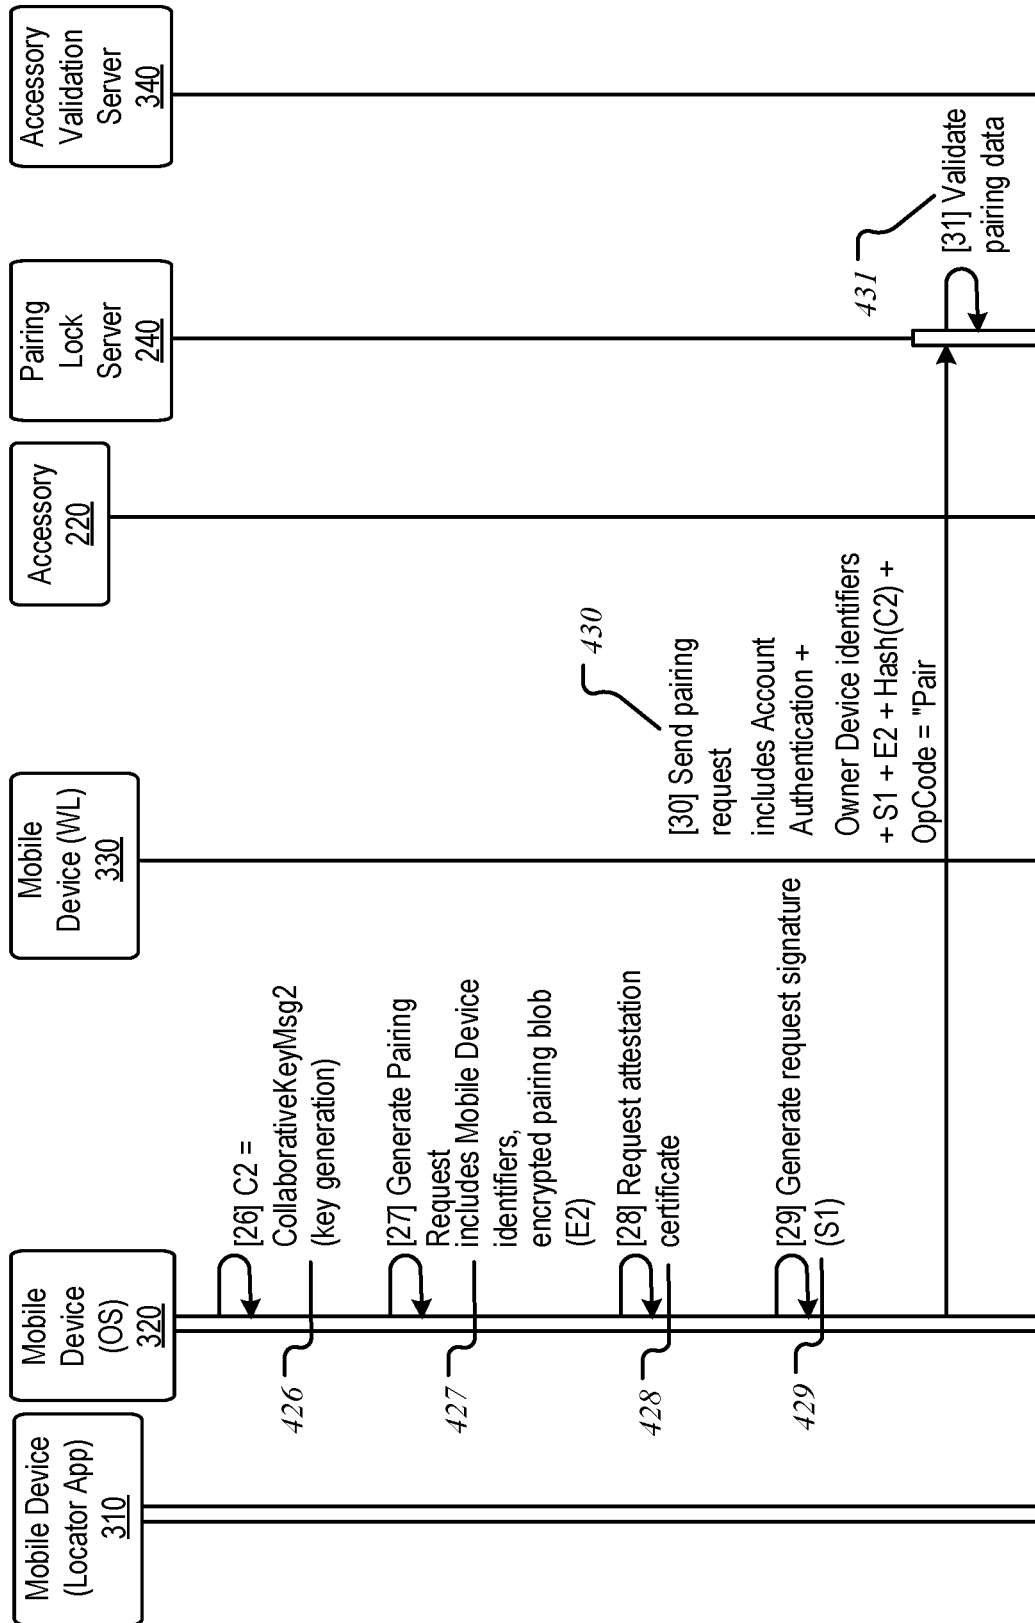 Mobile Device
(Locator App)
310
Mobile
Device
(OS)
320
Mobile
Device (WL)
330
Accessory
220
Pairing
Lock
Server
240
Accessory
Validation
Server
340
[26] C2 =
CollaborativeKeyMsg2
(key generation)
426
[27] Generate Pairing
Request
includes Mobile Device
identifiers,
encrypted pairing blob
(E2)
427
[28] Request attestation
certificate
428
[29] Generate request signature
(S1)
429
430
[30] Send pairing
request
includes Account
Authentication +
Owner Device identifiers
+ S1 + E2 + Hash(C2) +
OpCode = "Pair
431
[31] Validate
pairing data